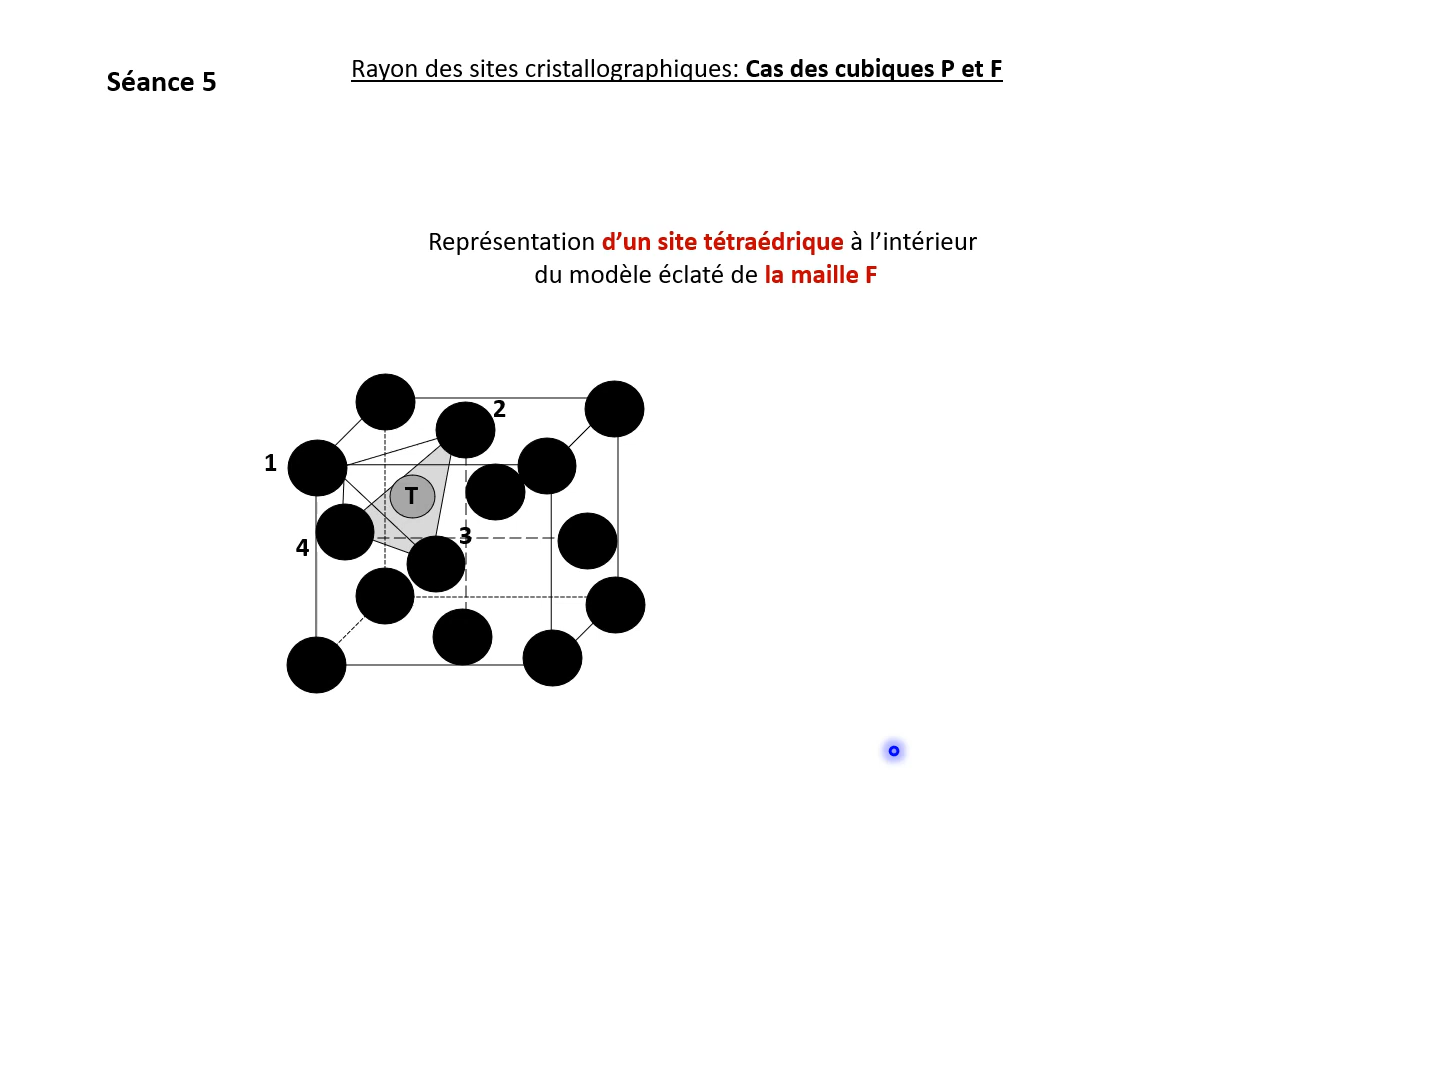 Séance 5
Rayon des sites cristallographiques: Cas des cubiques P et F
Représentation d’un site tétraédrique à l’intérieur
du modèle éclaté de la maille F
2
1
T
3
4